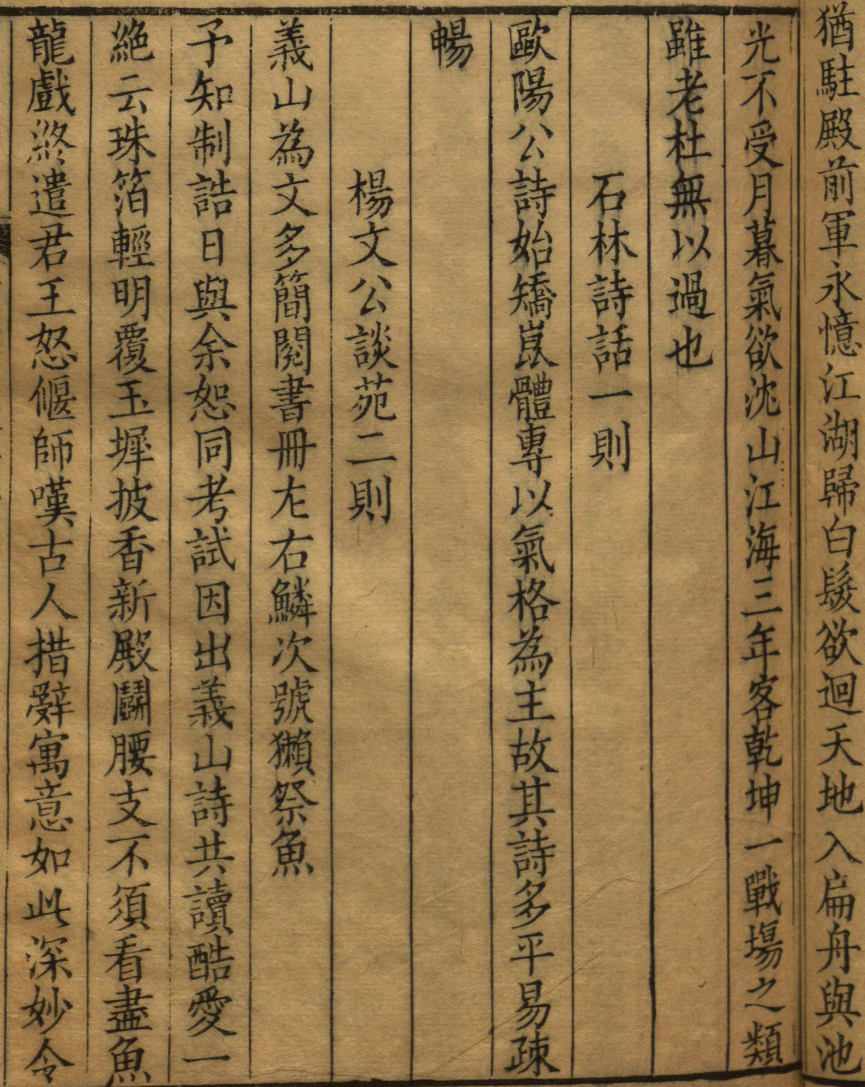 猶駐殿前軍永憶江湖歸白髮欲迴天地入扁舟與池
光不受月暮氣欲沈山江海三年客乾坤一戰場之類
雖老杜無以過也
石林詩話一則
歐陽公詩始矯崑體專以氣格為主故其詩多平易疎
暢
楊文公談苑二則
義山為文多簡閱書冊左右鱗次號獺祭魚
予知制誥日與余恕同考試因出義山詩共讀酷愛一
絶云珠箔輕明覆玉墀披香新殿鬭腰支不須看盡魚
龍戲終遣君王怒偃師嘆古人措辭寓意如此深妙令